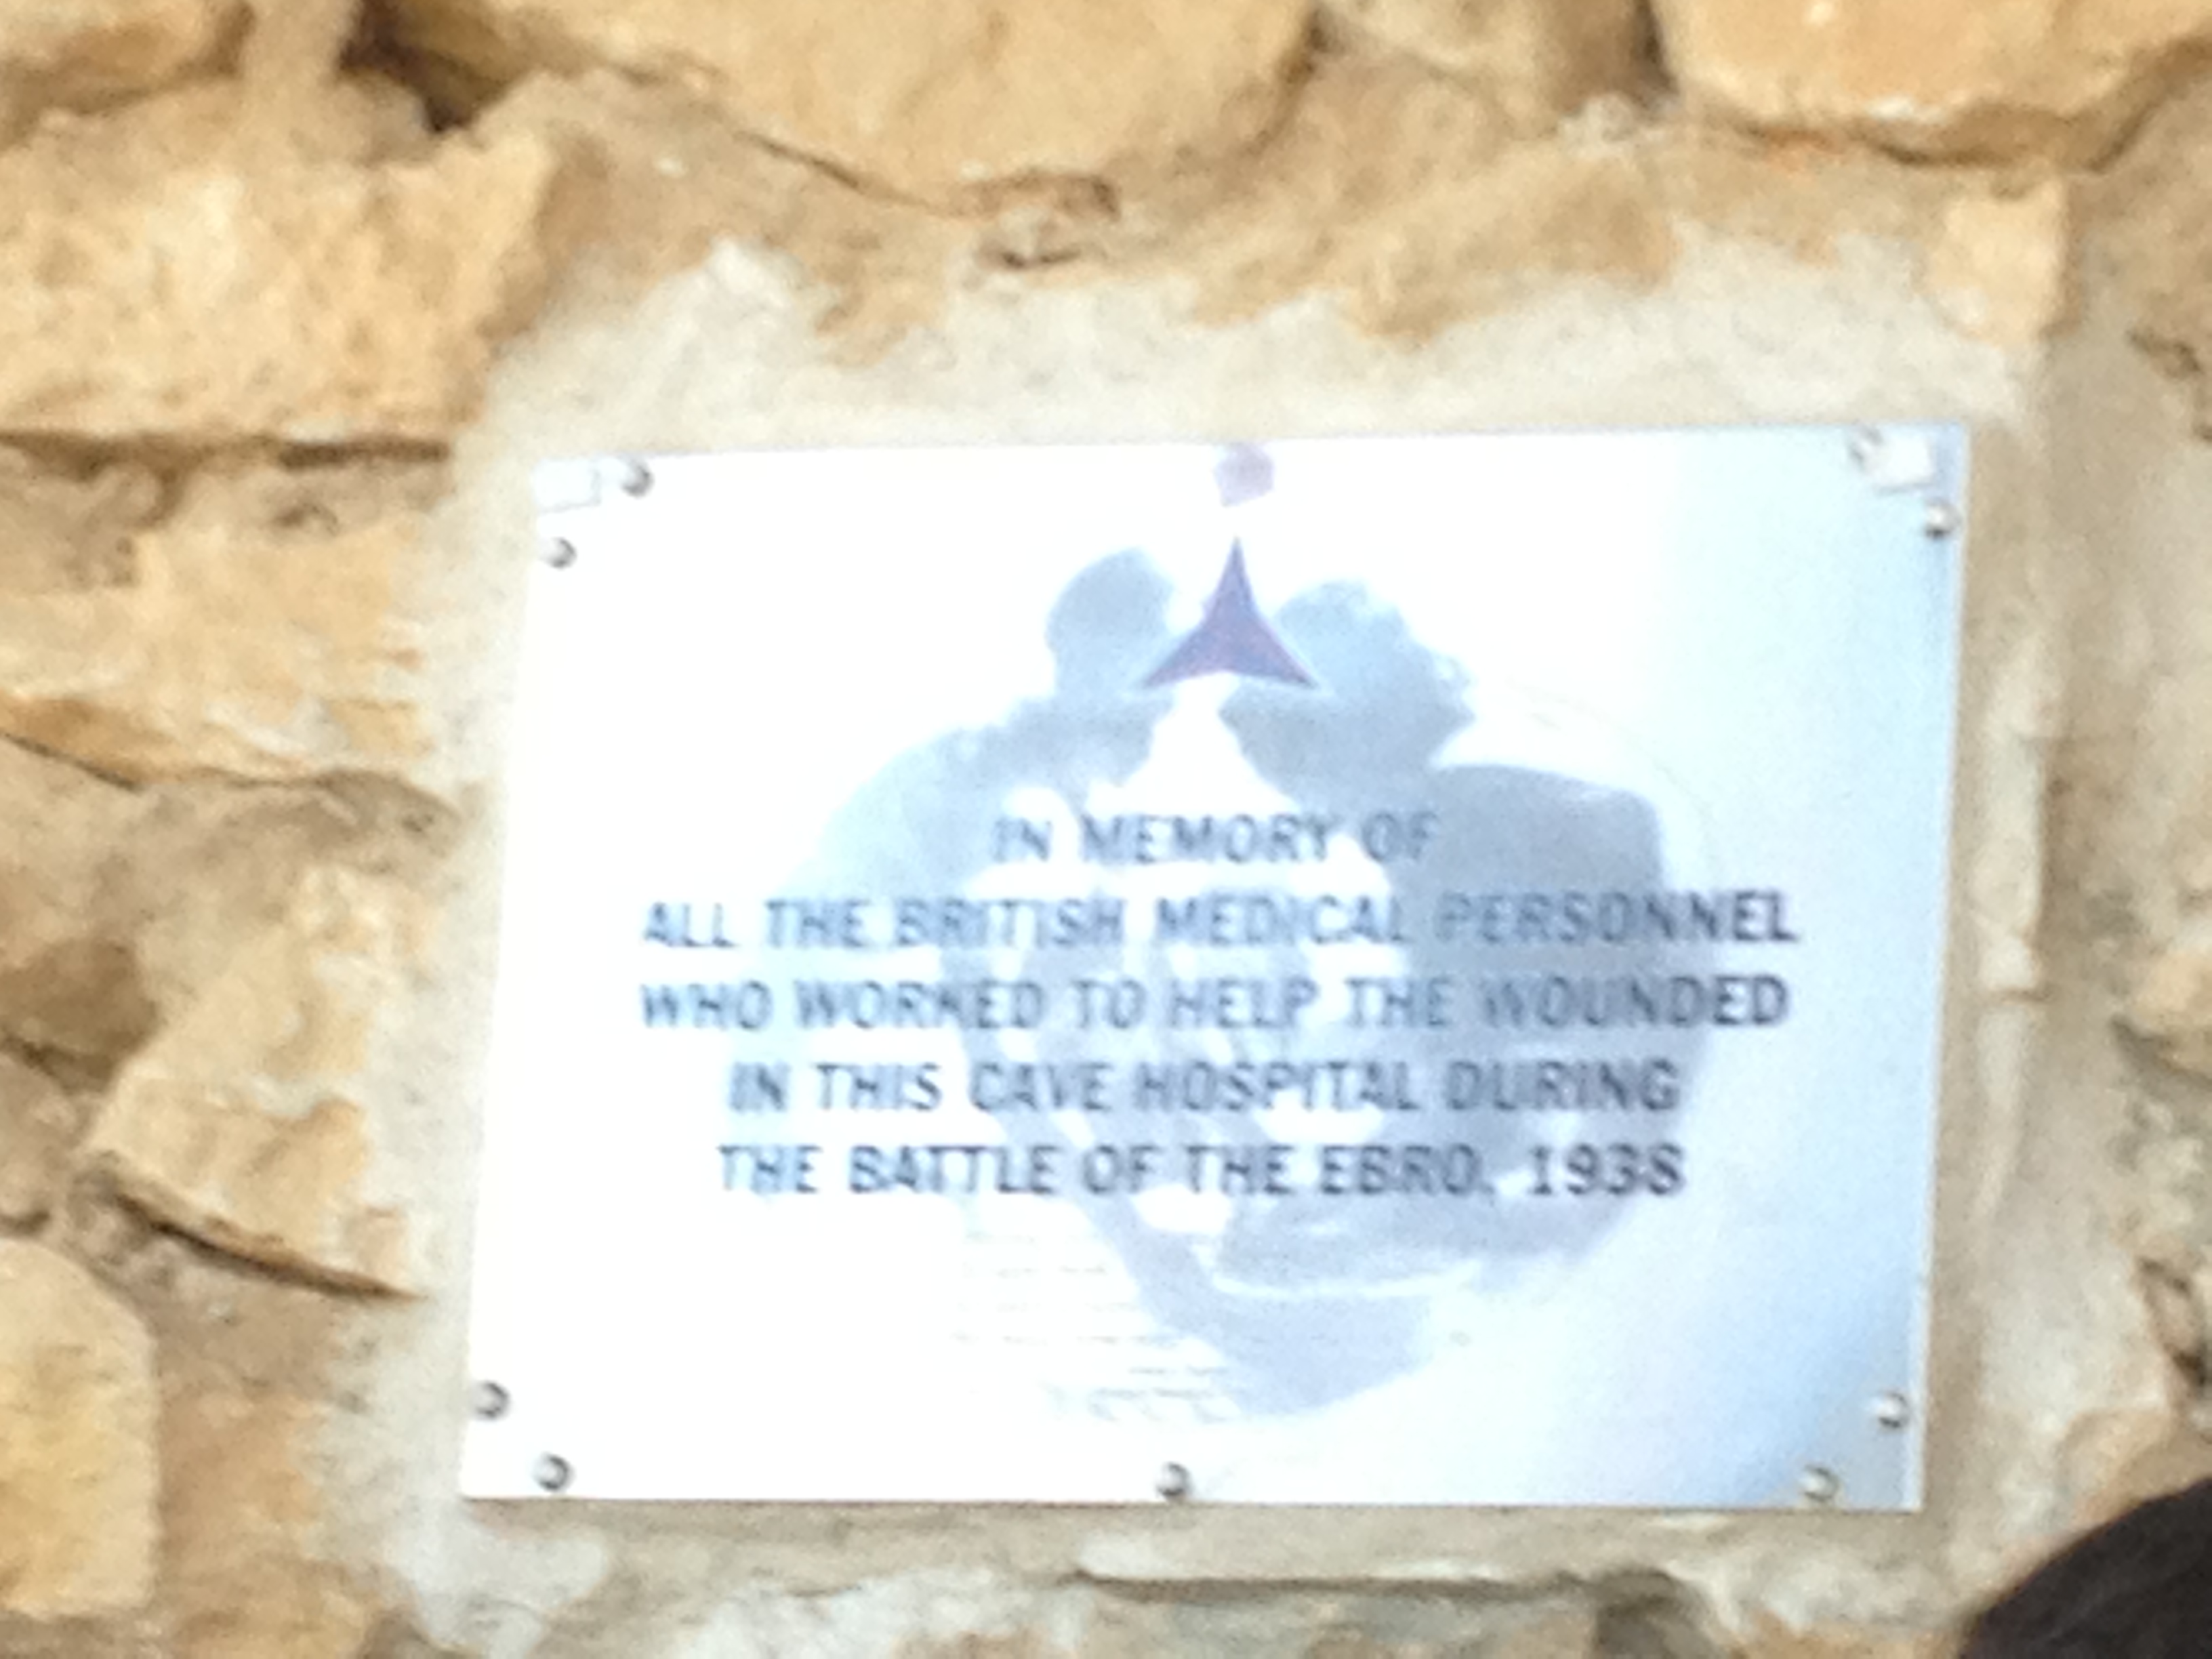 IN MEMORY OF
ALL THE BRITISH MEDICAL PERSONNEL
WHO WORKED TO HELP THE WOUNDED
IN THIS CAVE HOSPITAL DURING
THE BATTLE OF THE EBRO, 1938